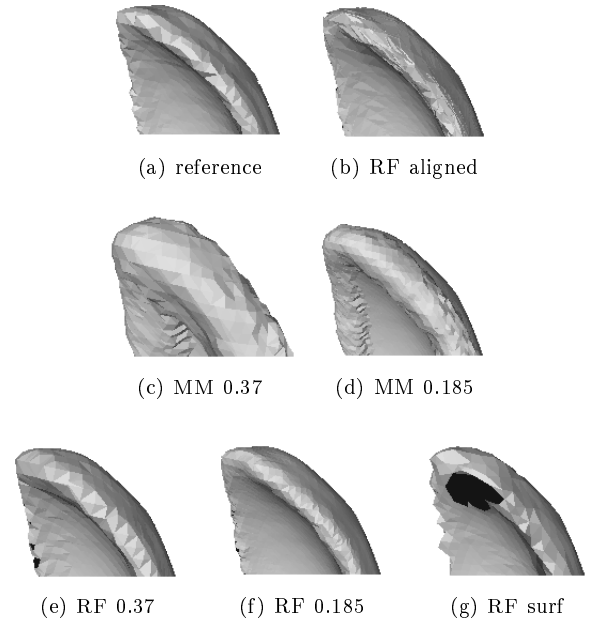 (a) reference
(b) RF aligned
(c) MM 0.37
(d) MM 0.185
(e) RF 0.37
(f) RF 0.185
(g) RF surf